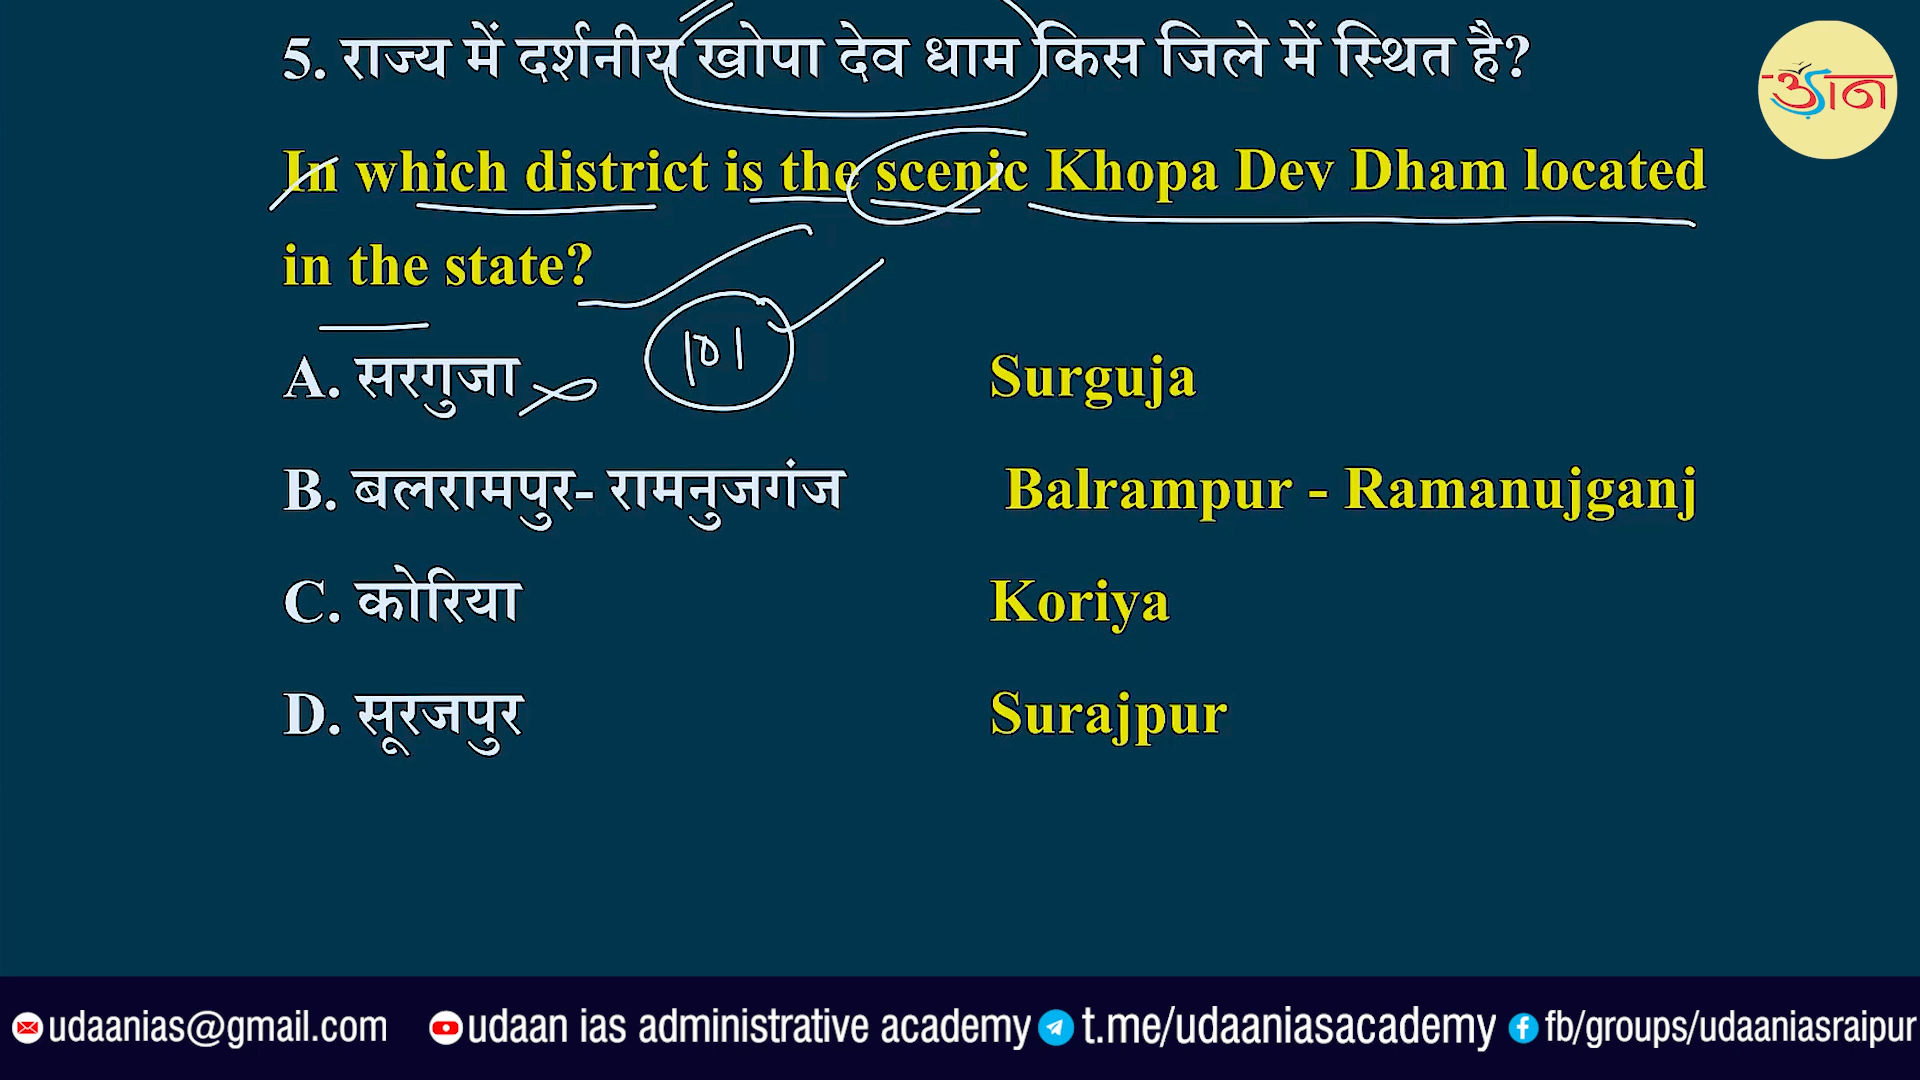 5. राज्य में दर्शनीय खोपा देव धाम किस जिले में स्थित है?
उड़ान
In which district is the scenic Khopa Dev Dham located
in the state?
A. सरगुजा Surguja
B. बलरामपुर- रामनुजगंज Balrampur - Ramanujganj
C. कोरिया Koriya
D. सूरजपुर Surajpur
udaanias@gmail.com udaan ias administrative academy t.me/udaaniasacademy fb/groups/udaaniasraipur